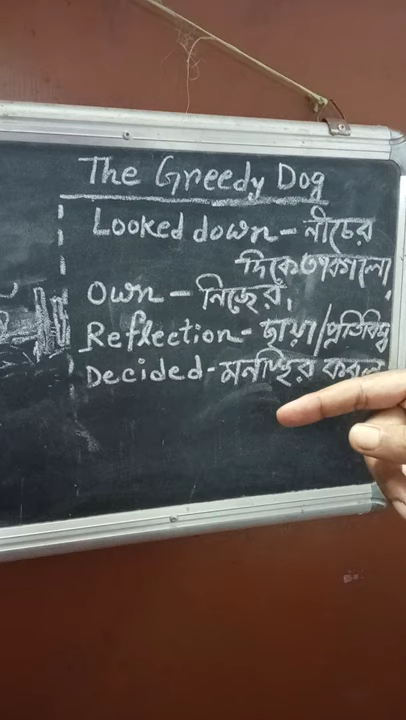 The Greedy Dog
Looked down - নীচের
দিকে তাকালো,
Own - নিজের,
Reflection - ছায়া/প্রতিবিম্ব
Decided - মনস্থির করল